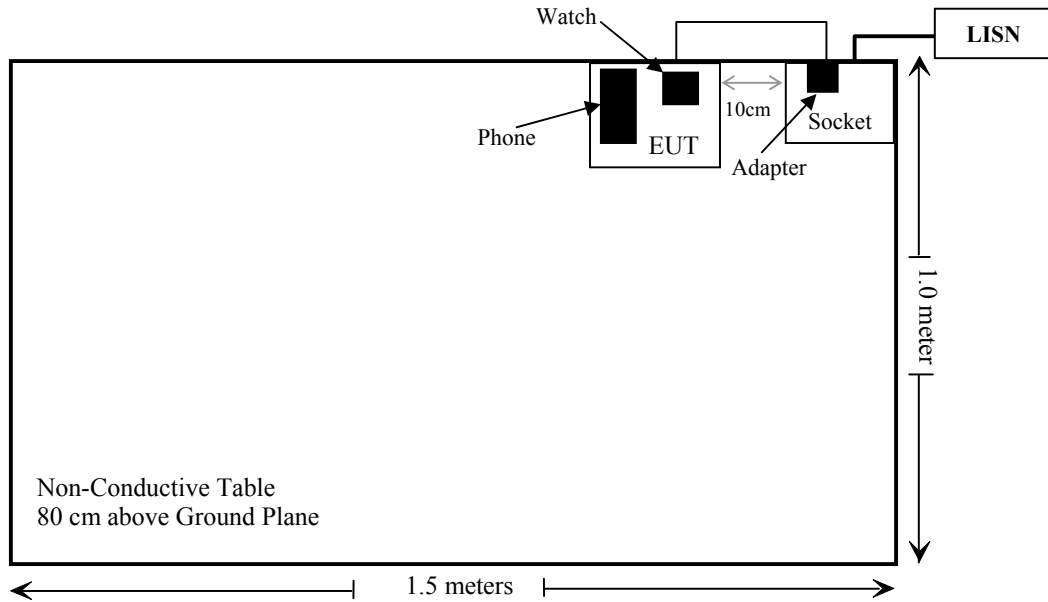 Watch
LISN
10cm
Socket
Phone
EUT
Adapter
1.0 meter
Non-Conductive Table
80 cm above Ground Plane
1.5 meters